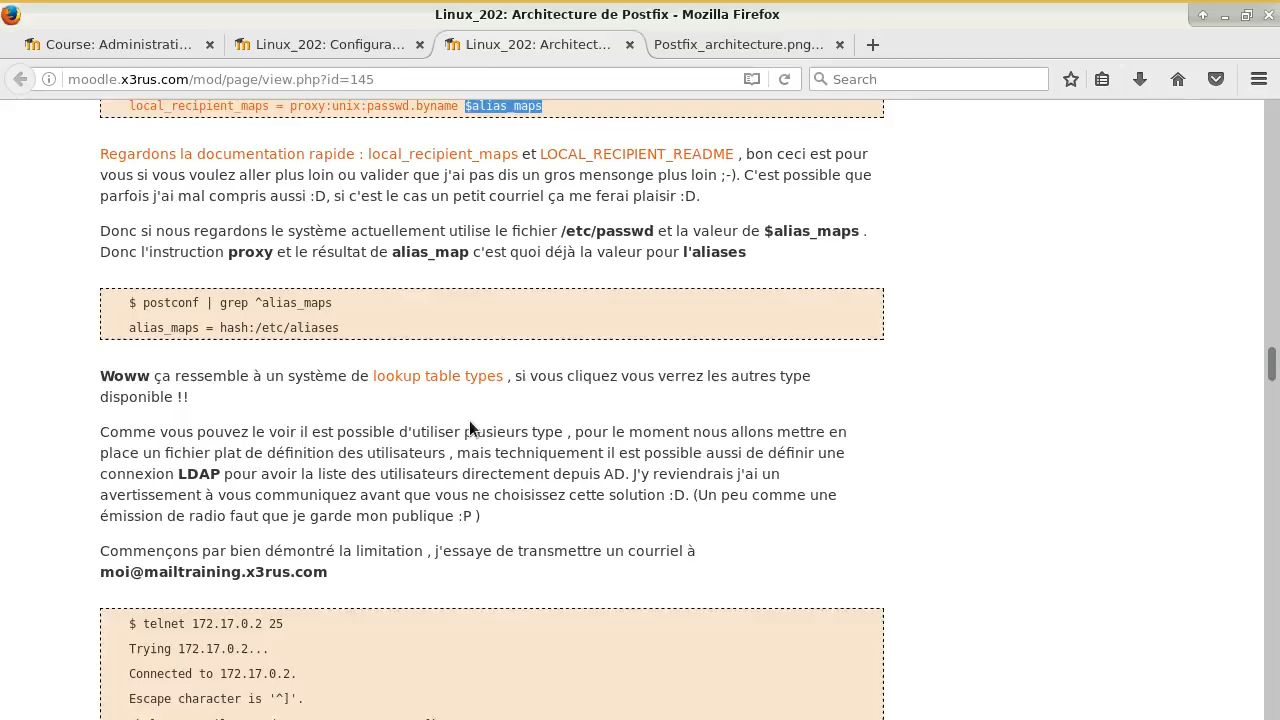 Linux_202: Architecture de Postfix - Mozilla Firefox
Course: Administrati... × Linux_202: Configura... × Linux_202: Architect... × Postfix_architecture.png... × +
moodle.x3rus.com/mod/page/view.php?id=145 Search
local_recipient_maps = proxy:unix:passwd.byname $alias_maps
Regardons la documentation rapide : local_recipient_maps et LOCAL_RECIPIENT_README , bon ceci est pour
vous si vous voulez aller plus loin ou valider que j'ai pas dis un gros mensonge plus loin ;-). C'est possible que
parfois j'ai mal compris aussi :D, si c'est le cas un petit courriel ça me ferai plaisir :D.
Donc si nous regardons le système actuellement utilise le fichier /etc/passwd et la valeur de $alias_maps .
Donc l'instruction proxy et le résultat de alias_map c'est quoi déjà la valeur pour l'aliases
$ postconf | grep ^alias_maps
alias_maps = hash:/etc/aliases
Woww ça ressemble à un système de lookup table types , si vous cliquez vous verrez les autres type
disponible !!
Comme vous pouvez le voir il est possible d'utiliser plusieurs type , pour le moment nous allons mettre en
place un fichier plat de définition des utilisateurs , mais techniquement il est possible aussi de définir une
connexion LDAP pour avoir la liste des utilisateurs directement depuis AD. J'y reviendrais j'ai un
avertissement à vous communiquez avant que vous ne choisissez cette solution :D. (Un peu comme une
émission de radio faut que je garde mon publique :P )
Commençons par bien démontré la limitation , j'essaye de transmettre un courriel à
moi@mailtraining.x3rus.com
$ telnet 172.17.0.2 25
Trying 172.17.0.2...
Connected to 172.17.0.2.
Escape character is '^]'.